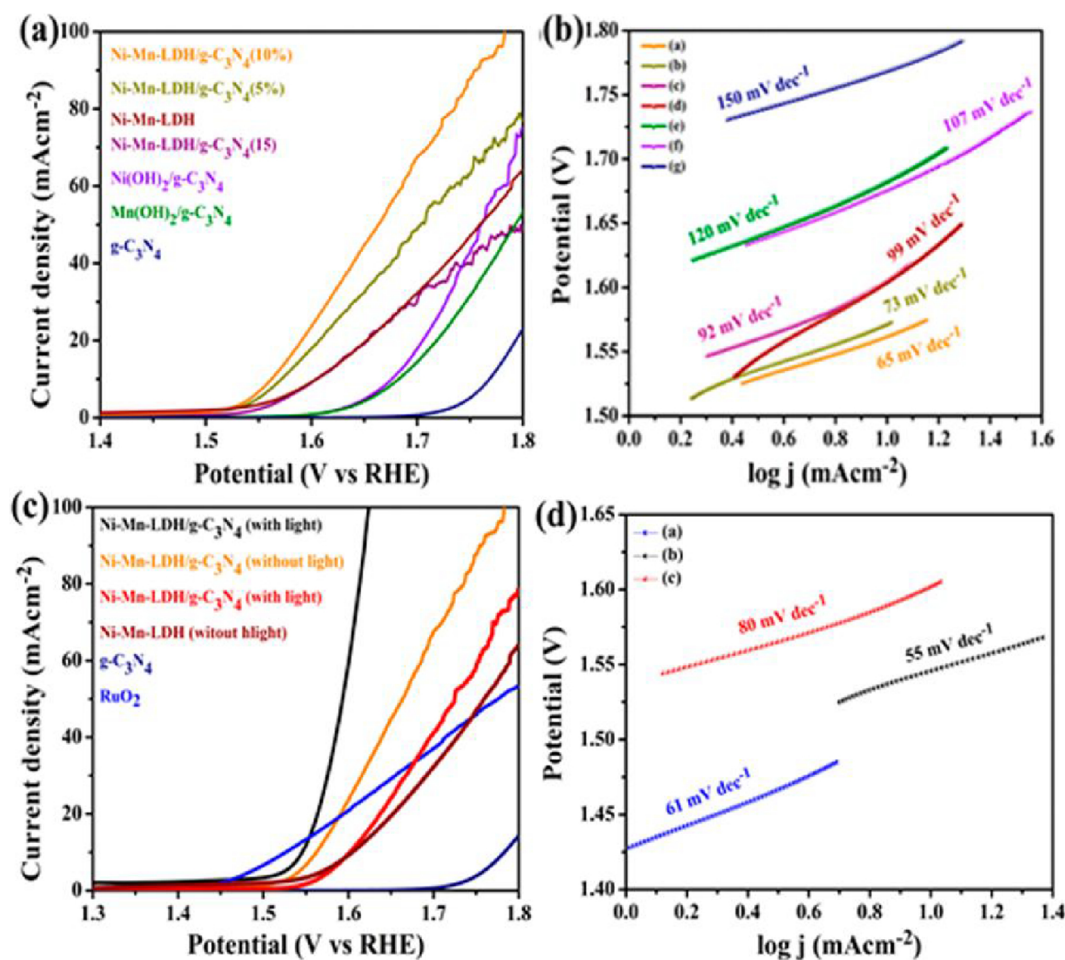 (a)
100
80
60
40
20
0
Current density (mAcm⁻²)
Ni-Mn-LDH/g-C₃N₄(10%)
Ni-Mn-LDH/g-C₃N₄(5%)
Ni-Mn-LDH
Ni-Mn-LDH/g-C₃N₄(15)
Ni(OH)₂/g-C₃N₄
Mn(OH)₂/g-C₃N₄
g-C₃N₄
1.4 1.5 1.6 1.7 1.8
Potential (V vs RHE)
(b)
1.80
1.75
1.70
1.65
1.60
1.55
1.50
Potential (V)
(a)
(b)
(c)
(d)
(e)
(f)
(g)
150 mV dec⁻¹
107 mV dec⁻¹
120 mV dec⁻¹
99 mV dec⁻¹
92 mV dec⁻¹
73 mV dec⁻¹
65 mV dec⁻¹
0.0 0.2 0.4 0.6 0.8 1.0 1.2 1.4 1.6
log j (mAcm⁻²)
(c)
100
80
60
40
20
0
Current density (mAcm⁻²)
Ni-Mn-LDH/g-C₃N₄ (with light)
Ni-Mn-LDH/g-C₃N₄ (without light)
Ni-Mn-LDH/g-C₃N₄ (with light)
Ni-Mn-LDH (witout hlight)
g-C₃N₄
RuO₂
1.3 1.4 1.5 1.6 1.7 1.8
Potential (V vs RHE)
(d)
1.65
1.60
1.55
1.50
1.45
1.40
Potential (V)
(a)
(b)
(c)
80 mV dec⁻¹
55 mV dec⁻¹
61 mV dec⁻¹
0.0 0.2 0.4 0.6 0.8 1.0 1.2 1.4
log j (mAcm⁻²)